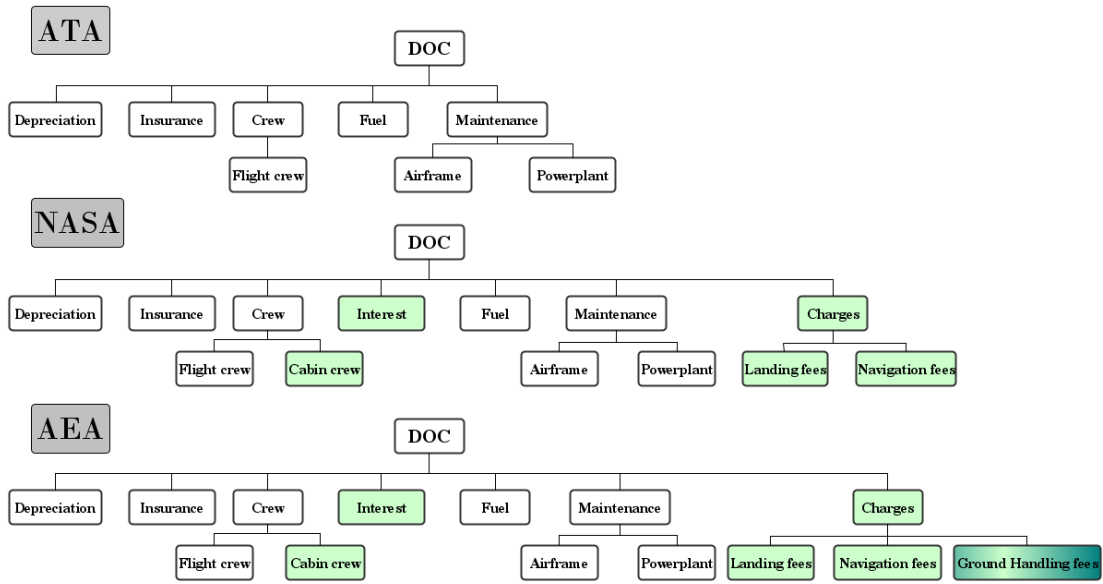 ATA
DOC
Depreciation Insurance Crew Fuel Maintenance
Flight crew Airframe Powerplant
NASA
DOC
Depreciation Insurance Crew Interest Fuel Maintenance Charges
Flight crew Cabin crew Airframe Powerplant Landing fees Navigation fees
AEA
DOC
Depreciation Insurance Crew Interest Fuel Maintenance Charges
Flight crew Cabin crew Airframe Powerplant Landing fees Navigation fees Ground Handling fees